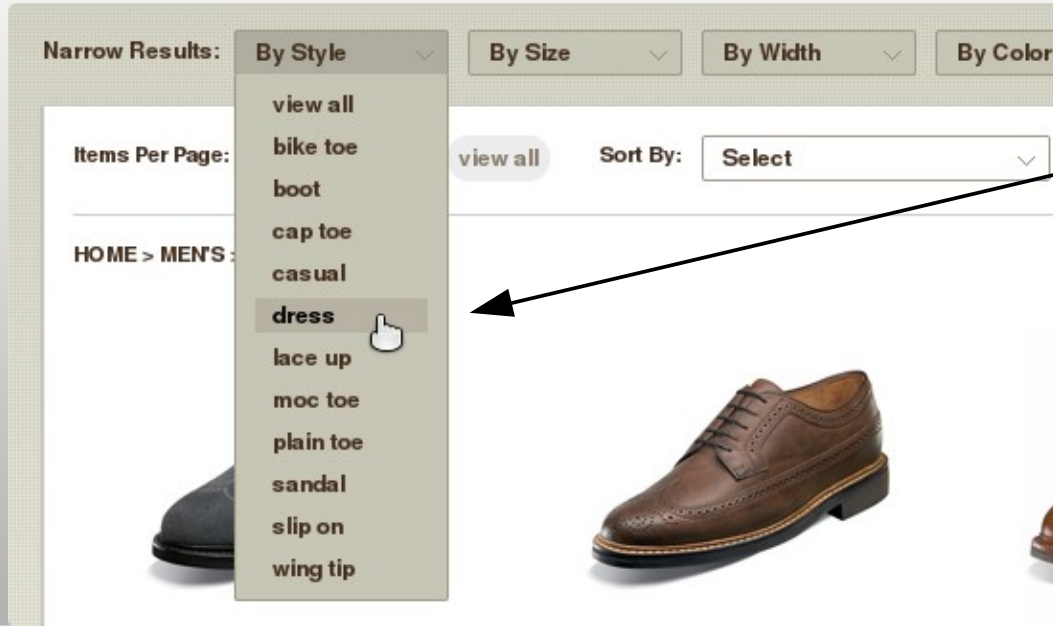 Narrow Results: By Style By Size By Width By Color
view all
bike toe
boot
cap toe
casual
dress
lace up
moc toe
plain toe
sandal
slip on
wing tip
Items Per Page: view all Sort By: Select
HOME > MEN'S >